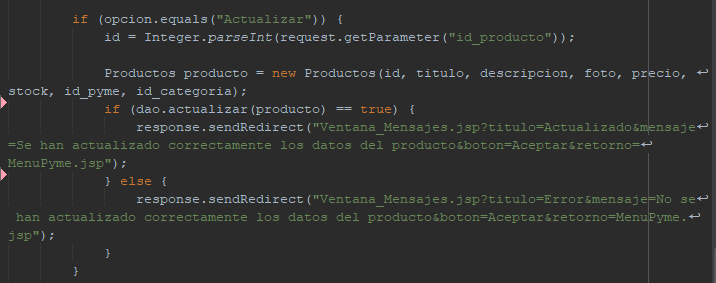 if (opcion.equals("Actualizar")) {
id = Integer.parseInt(request.getParameter("id_producto"));
Productos producto = new Productos(id, titulo, descripcion, foto, precio, ↩
stock, id_pyme, id_categoria);
if (dao.actualizar(producto) == true) {
response.sendRedirect("Ventana_Mensajes.jsp?titulo=Actualizado&mensaje↩
=Se han actualizado correctamente los datos del producto&boton=Aceptar&retorno=↩
MenuPyme.jsp");
} else {
response.sendRedirect("Ventana_Mensajes.jsp?titulo=Error&mensaje=No se↩
han actualizado correctamente los datos del producto&boton=Aceptar&retorno=MenuPyme.↩
jsp");
}
}